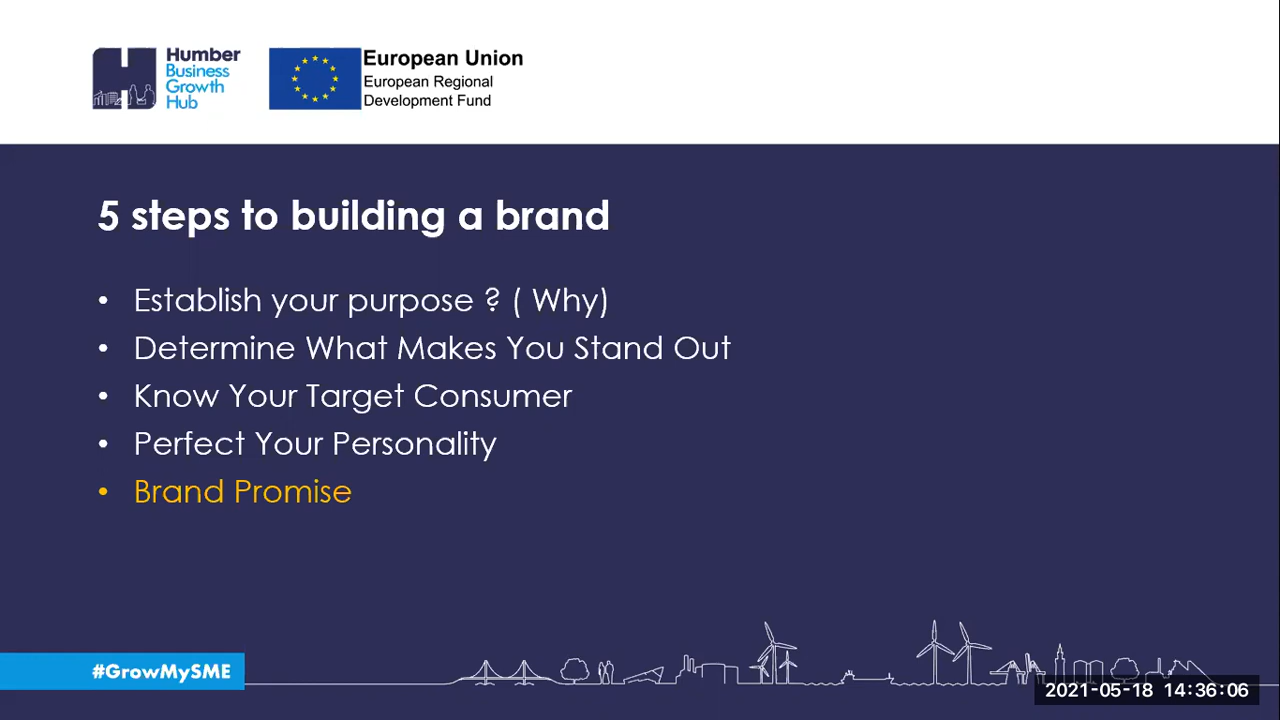 Humber
Business
Growth
Hub
European Union
European Regional
Development Fund
5 steps to building a brand
• Establish your purpose ? ( Why)
• Determine What Makes You Stand Out
• Know Your Target Consumer
• Perfect Your Personality
• Brand Promise
#GrowMySME
2021-05-18 14:36:06